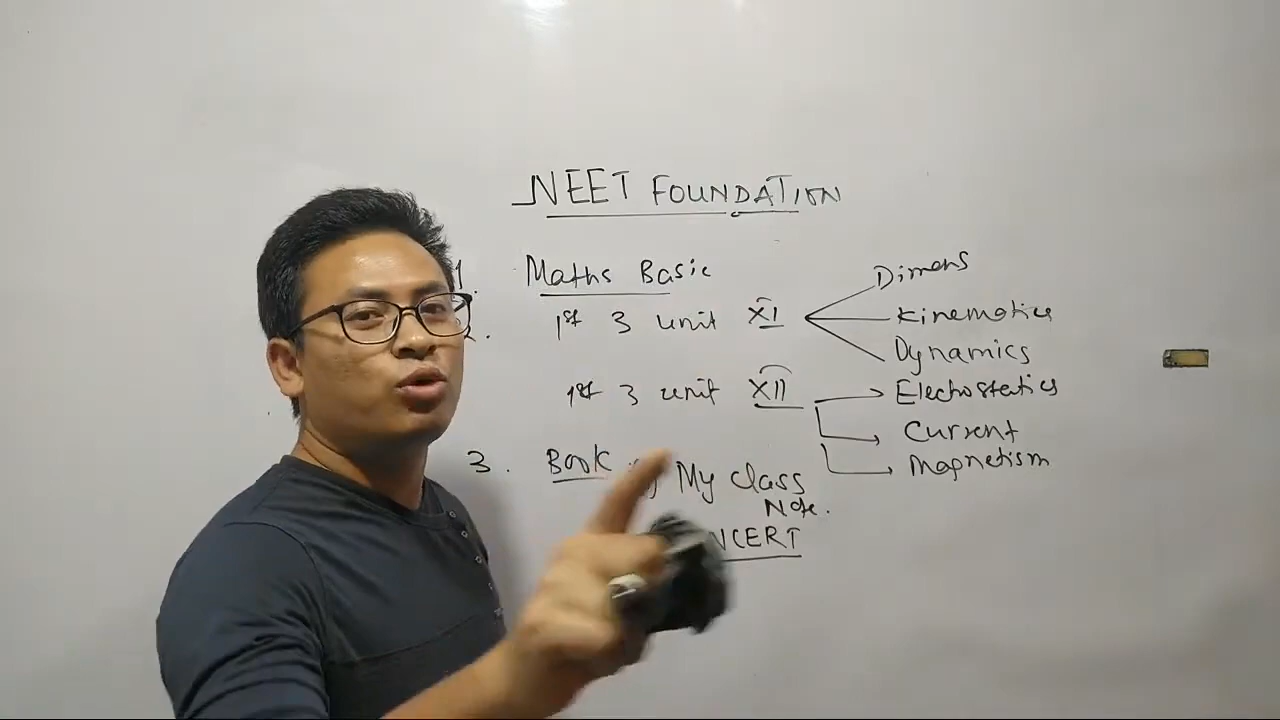 NEET FOUNDATION
1. Maths Basic
2. 1st 3 unit XI
Dimens
Kinematics
Dynamics
1st 3 unit XII
Electrostatics
Current
Magnetism
3. Book My Class
Note.
NCERT